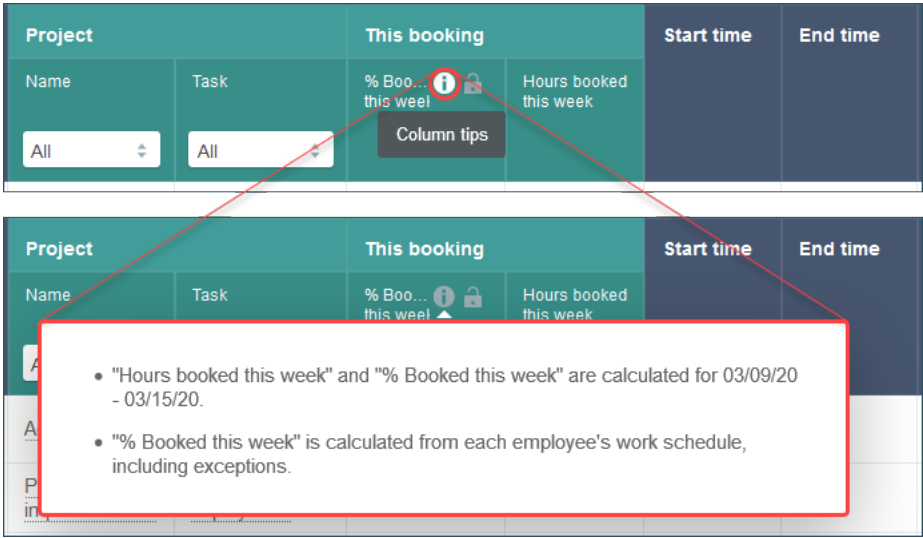 Project
This booking
Start time
End time
Name
Task
% Boo...
this week
Hours booked
this week
All
All
Column tips
Project
This booking
Start time
End time
Name
Task
% Boo...
this week
Hours booked
this week
• "Hours booked this week" and "% Booked this week" are calculated for 03/09/20
- 03/15/20.
• "% Booked this week" is calculated from each employee's work schedule,
including exceptions.